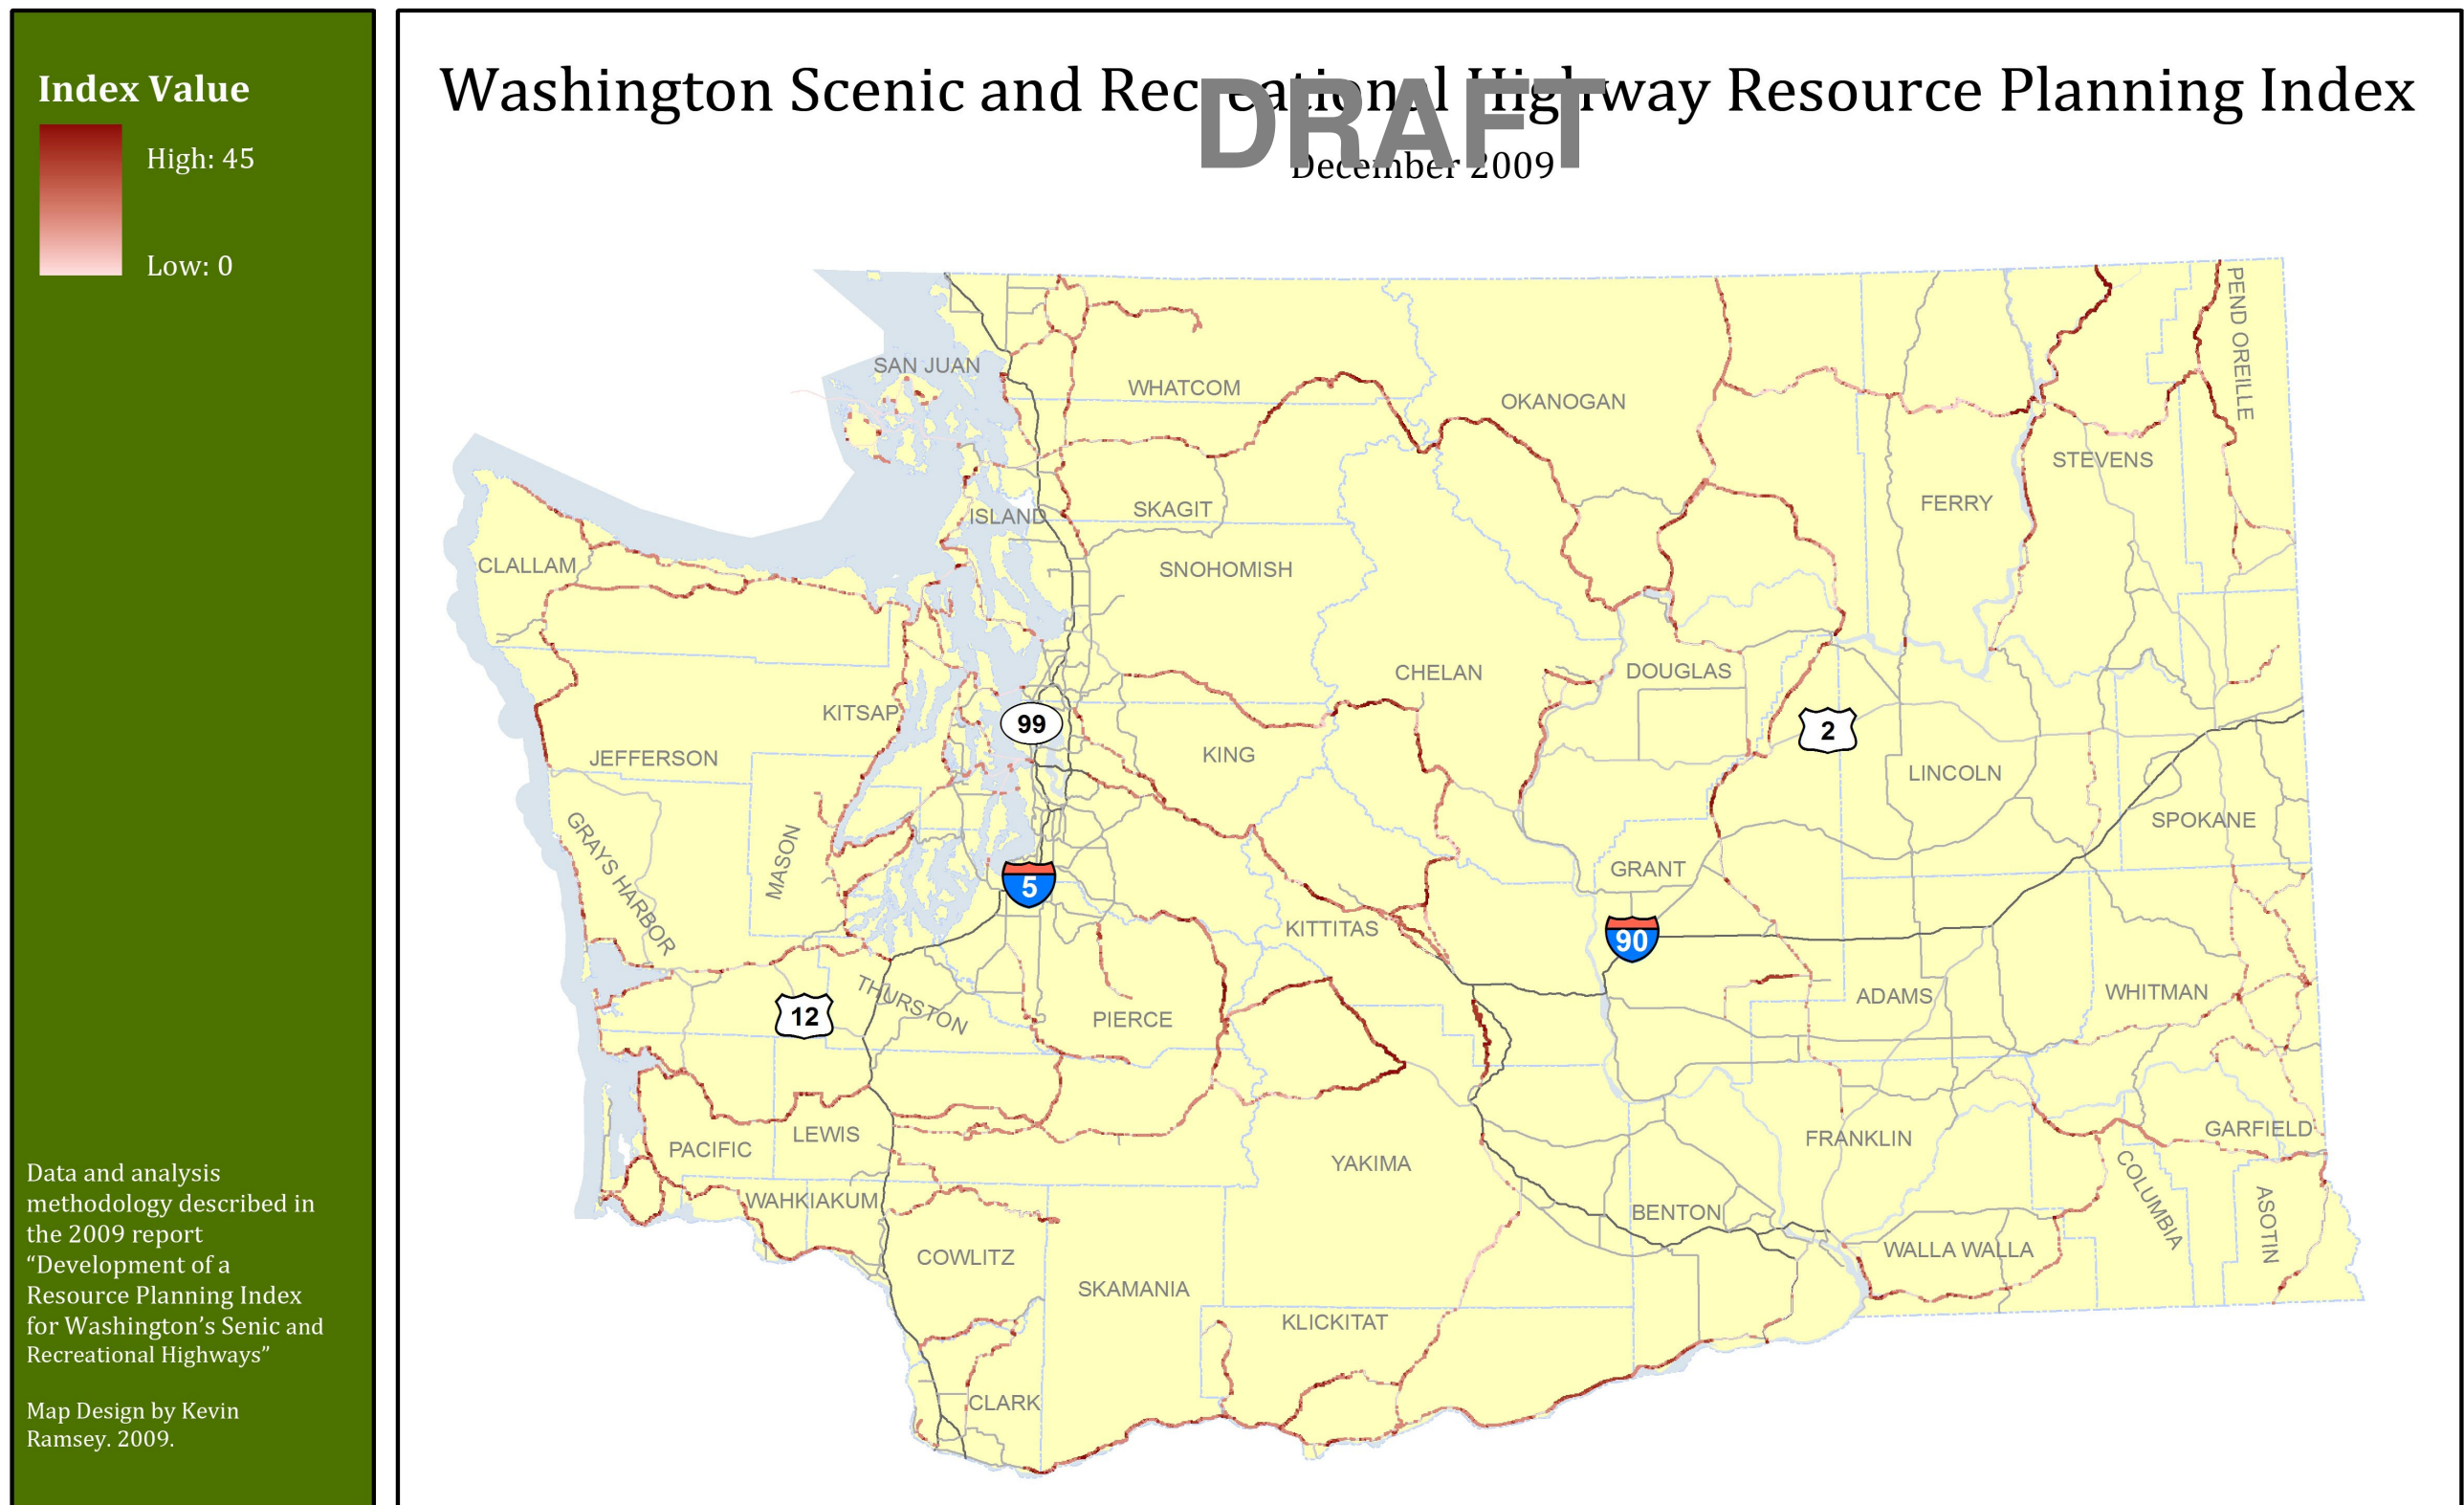 Index Value
High: 45
Low: 0
Data and analysis
methodology described in
the 2009 report
“Development of a
Resource Planning Index
for Washington’s Senic and
Recreational Highways”
Map Design by Kevin
Ramsey. 2009.
Washington Scenic and Recreational Highway Resource Planning Index
DRAFT
December 2009
PEND OREILLE
SAN JUAN
WHATCOM
OKANOGAN
STEVENS
FERRY
SKAGIT
ISLAND
CLALLAM
SNOHOMISH
CHELAN
DOUGLAS
KITSAP
99
2
JEFFERSON
KING
LINCOLN
SPOKANE
GRAYS HARBOR
MASON
GRANT
5
KITTITAS
90
WHITMAN
ADAMS
THURSTON
12
PIERCE
GARFIELD
LEWIS
FRANKLIN
PACIFIC
YAKIMA
COLUMBIA
WAHKIAKUM
BENTON
ASOTIN
WALLA WALLA
COWLITZ
SKAMANIA
KLICKITAT
CLARK